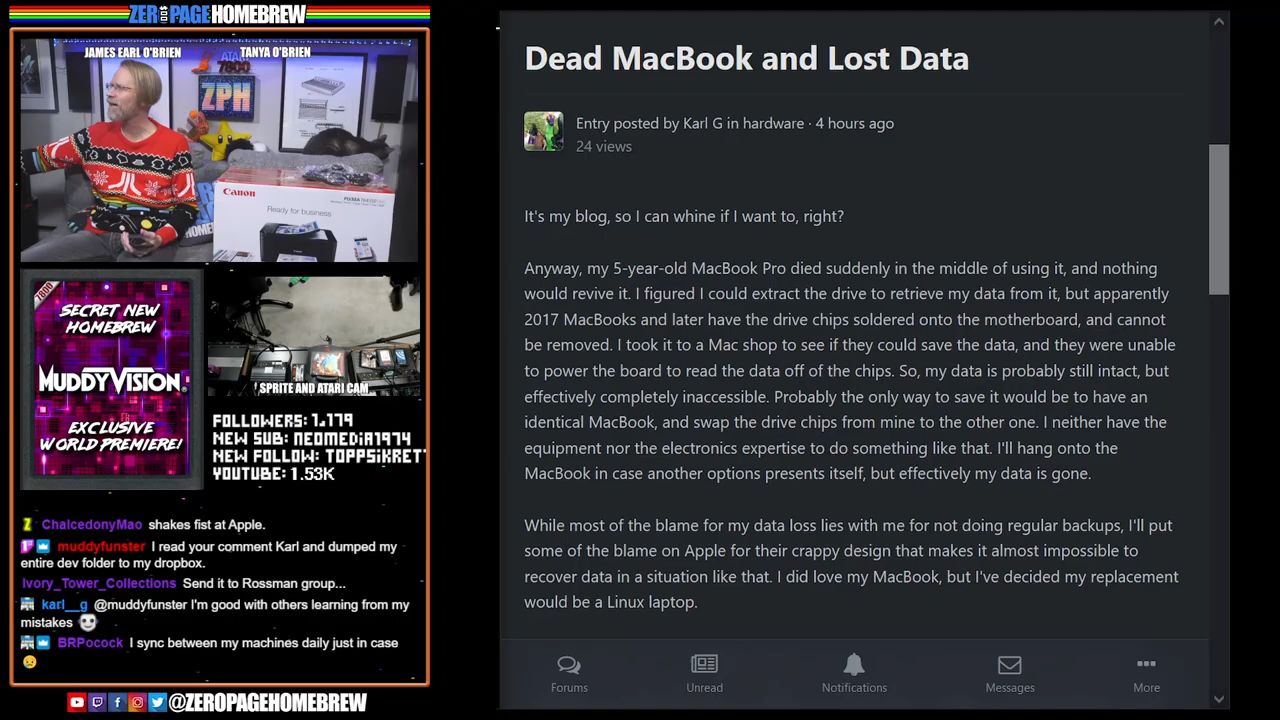 ZER PAGE HOMEBREW
JAMES EARL O'BRIEN
TANYA O'BRIEN
ATARI
7800
ZPH
Canon
Ready for business
7800
SECRET NEW
HOMEBREW
MUDDYVISION®
EXCLUSIVE
WORLD PREMIERE!
SPRITE AND ATARI CAM
FOLLOWERS: 1,179
NEW SUB: NEOMEDIA1974
NEW FOLLOW: TOPPSIKRET
YOUTUBE: 1.53K
ChalcedonyMao shakes fist at Apple.
muddyfunster I read your comment Karl and dumped my
entire dev folder to my dropbox.
Ivory_Tower_Collections Send it to Rossman group...
karl__g @muddyfunster I'm good with others learning from my
mistakes
BRPocock I sync between my machines daily just in case
@ZEROPAGEHOMEBREW
Dead MacBook and Lost Data
Entry posted by Karl G in hardware · 4 hours ago
24 views
It's my blog, so I can whine if I want to, right?
Anyway, my 5-year-old MacBook Pro died suddenly in the middle of using it, and nothing
would revive it. I figured I could extract the drive to retrieve my data from it, but apparently
2017 MacBooks and later have the drive chips soldered onto the motherboard, and cannot
be removed. I took it to a Mac shop to see if they could save the data, and they were unable
to power the board to read the data off of the chips. So, my data is probably still intact, but
effectively completely inaccessible. Probably the only way to save it would be to have an
identical MacBook, and swap the drive chips from mine to the other one. I neither have the
equipment nor the electronics expertise to do something like that. I'll hang onto the
MacBook in case another options presents itself, but effectively my data is gone.
While most of the blame for my data loss lies with me for not doing regular backups, I'll put
some of the blame on Apple for their crappy design that makes it almost impossible to
recover data in a situation like that. I did love my MacBook, but I've decided my replacement
would be a Linux laptop.
Forums
Unread
Notifications
Messages
More